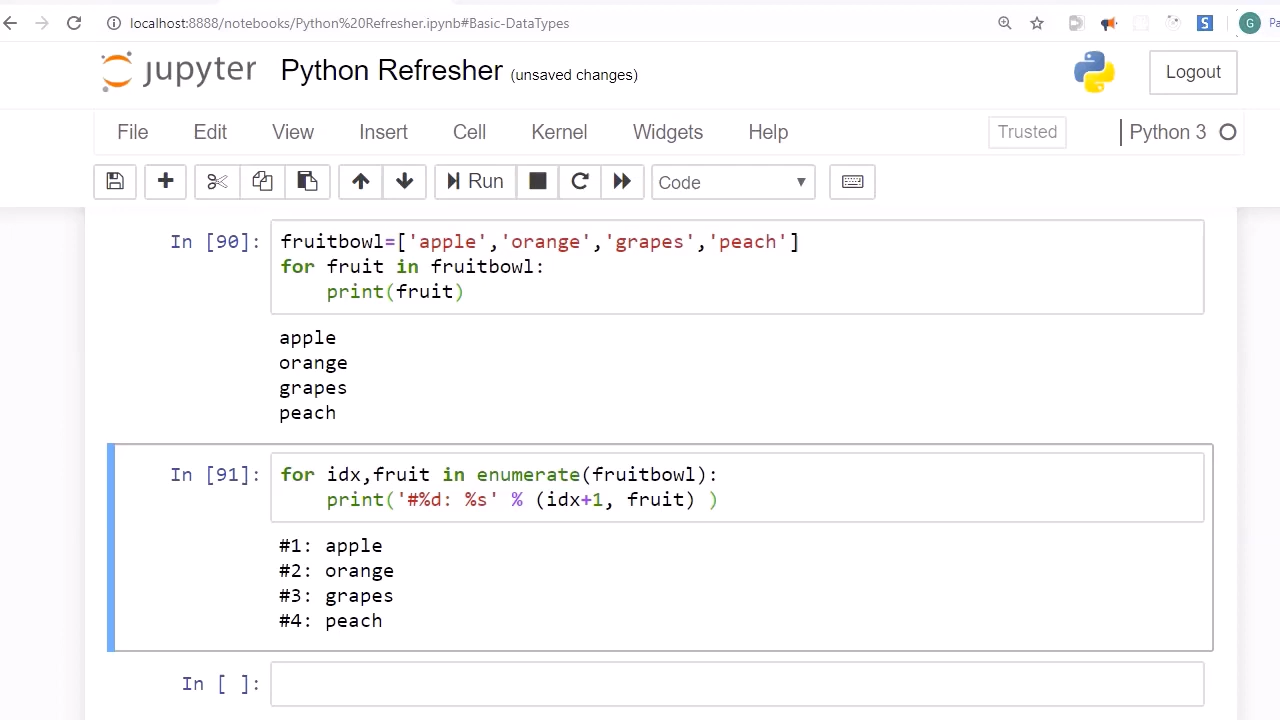 localhost:8888/notebooks/Python%20Refresher.ipynb#Basic-DataTypes
S
G
Pa
jupyter Python Refresher (unsaved changes)
Logout
File Edit View Insert Cell Kernel Widgets Help
Trusted
Python 3
Run
Code
In [90]: fruitbowl=['apple','orange','grapes','peach']
for fruit in fruitbowl:
    print(fruit)
apple
orange
grapes
peach
In [91]: for idx,fruit in enumerate(fruitbowl):
    print('#%d: %s' % (idx+1, fruit) )
#1: apple
#2: orange
#3: grapes
#4: peach
In [ ]: